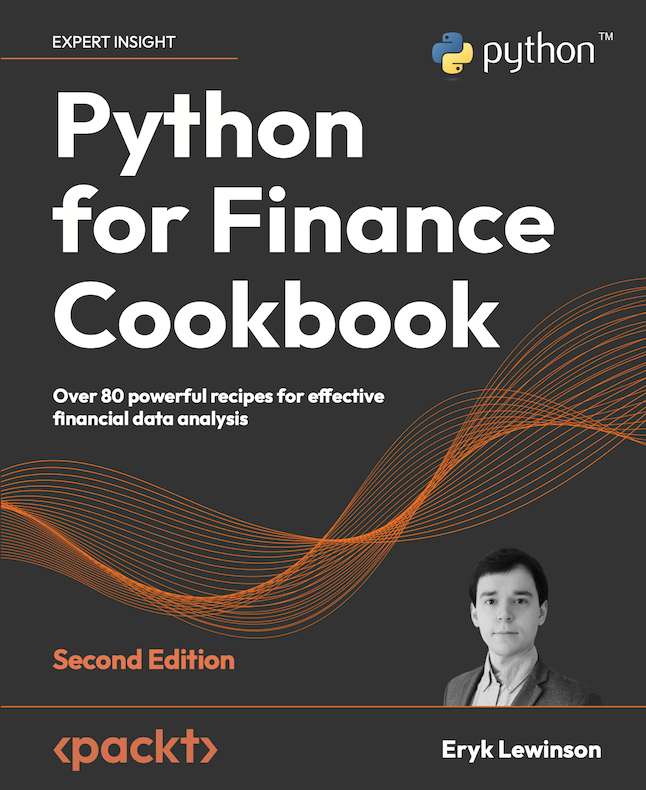 EXPERT INSIGHT
python™
Python
for Finance
Cookbook
Over 80 powerful recipes for effective
financial data analysis
Second Edition
<packt>
Eryk Lewinson